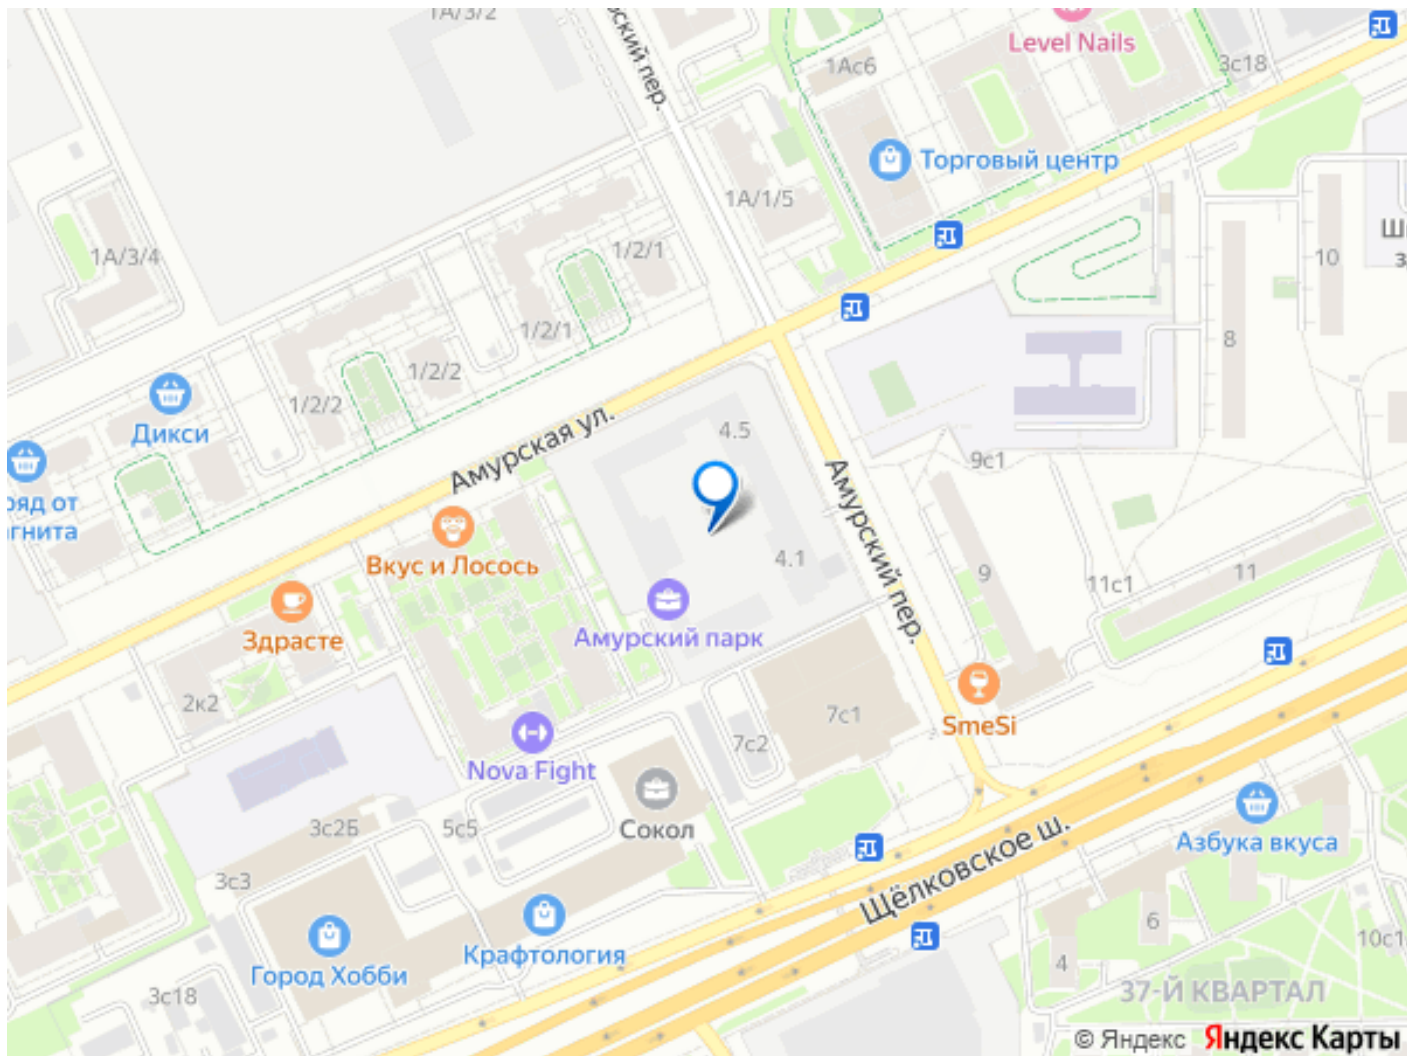 1А/3/2
ский пер.
Level Nails
1Ас6
3с18
Торговый центр
1А/1/5
1А/3/4
1/2/1
10
1/2/1
8
1/2/2
1/2/2
Дикси
4.5
Амурская ул.
9с1
Амурский пер.
ряд от
гнита
Вкус и Лосось
4.1
9
11с1
11
Здрасте
Амурский парк
2к2
7с1
SmeSi
7с2
Nova Fight
3с2Б
5с5
Сокол
Азбука вкуса
Щёлковское ш.
3с3
6
Крафтология
Город Хобби
10с1
4
3с18
37-Й КВАРТАЛ
© Яндекс Яндекс Карты